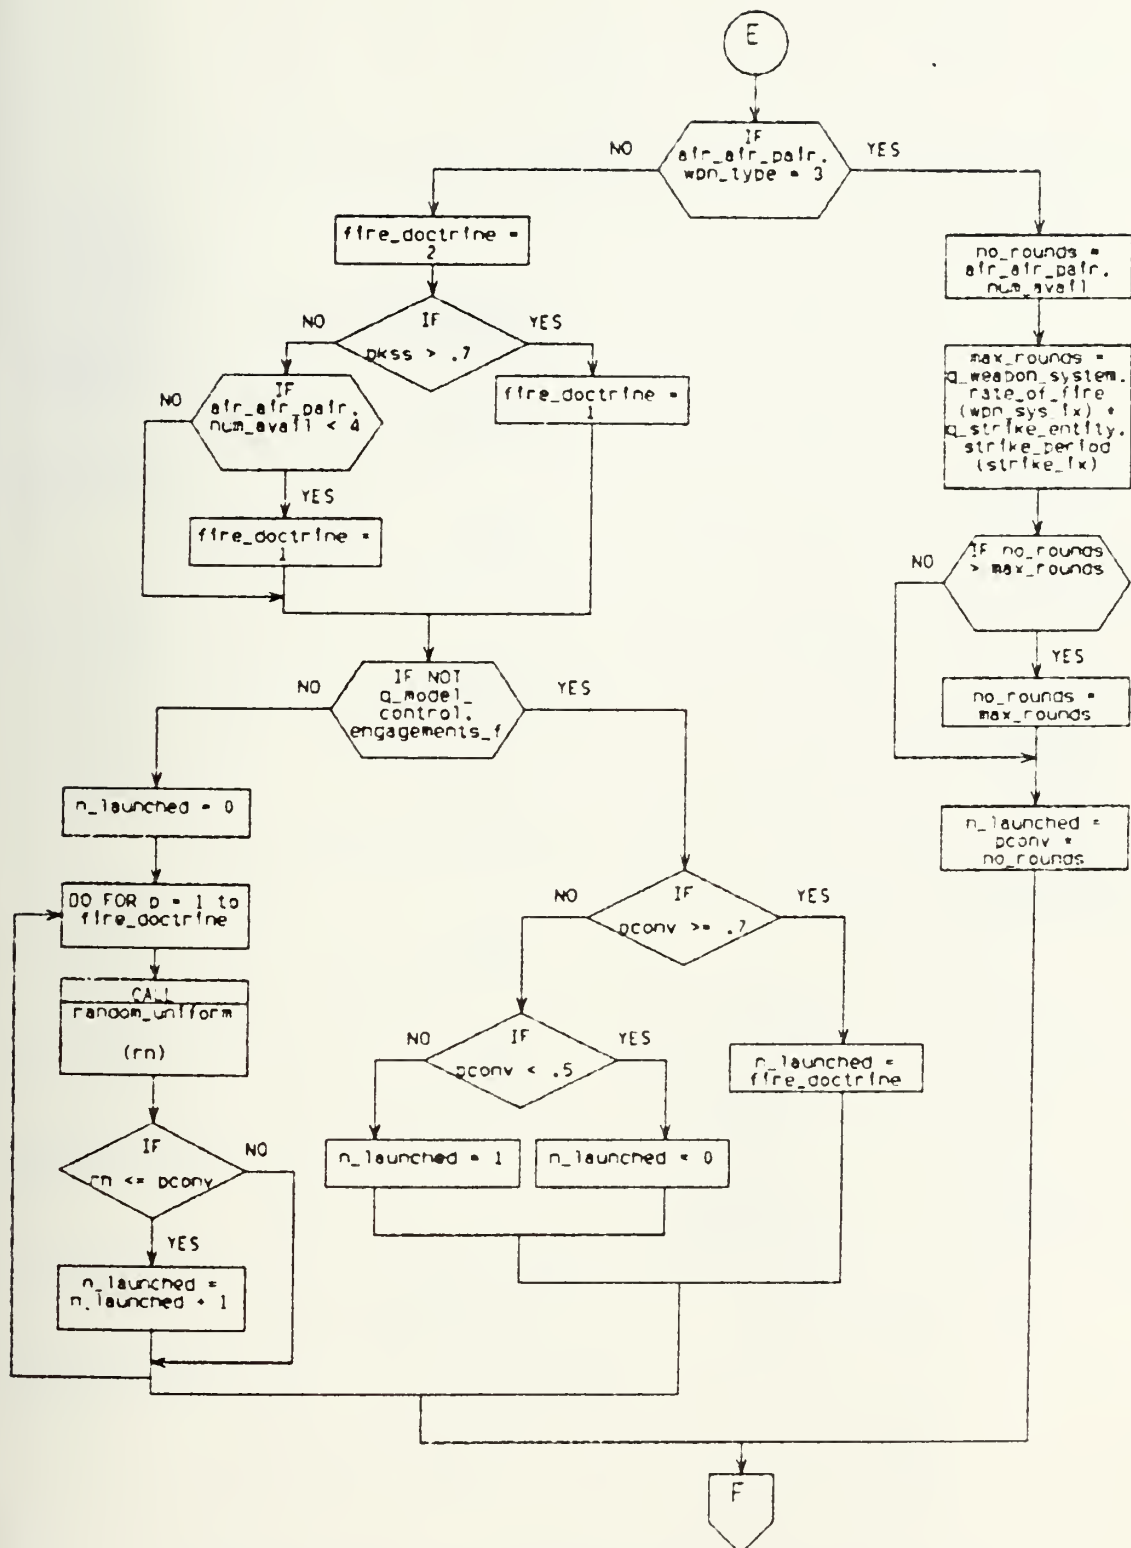 E
IF
air_air_pair.
wpn_type = 3
NO
YES
fire_doctrine =
2
no_rounds =
air_air_pair.
num_avail
IF
pkss > .7
NO
YES
max_rounds =
q_weapon_system.
rate_of_fire
(wpn_sys_ix) *
q_strike_entity.
strike_period
(strike_ix)
IF
air_air_pair.
num_avail < 4
NO
YES
fire_doctrine =
1
fire_doctrine =
1
IF no_rounds
> max_rounds
NO
YES
no_rounds =
max_rounds
IF NOT
q_model_
control.
engagements_f
NO
YES
n_launched = 0
n_launched =
pconv *
no_rounds
DO FOR p = 1 to
fire_doctrine
IF
pconv >= .7
NO
YES
CALL
random_uniform
(rn)
IF
pconv < .5
NO
YES
n_launched =
fire_doctrine
IF
rn <= pconv
NO
YES
n_launched = 1
n_launched = 0
n_launched =
n_launched + 1
F